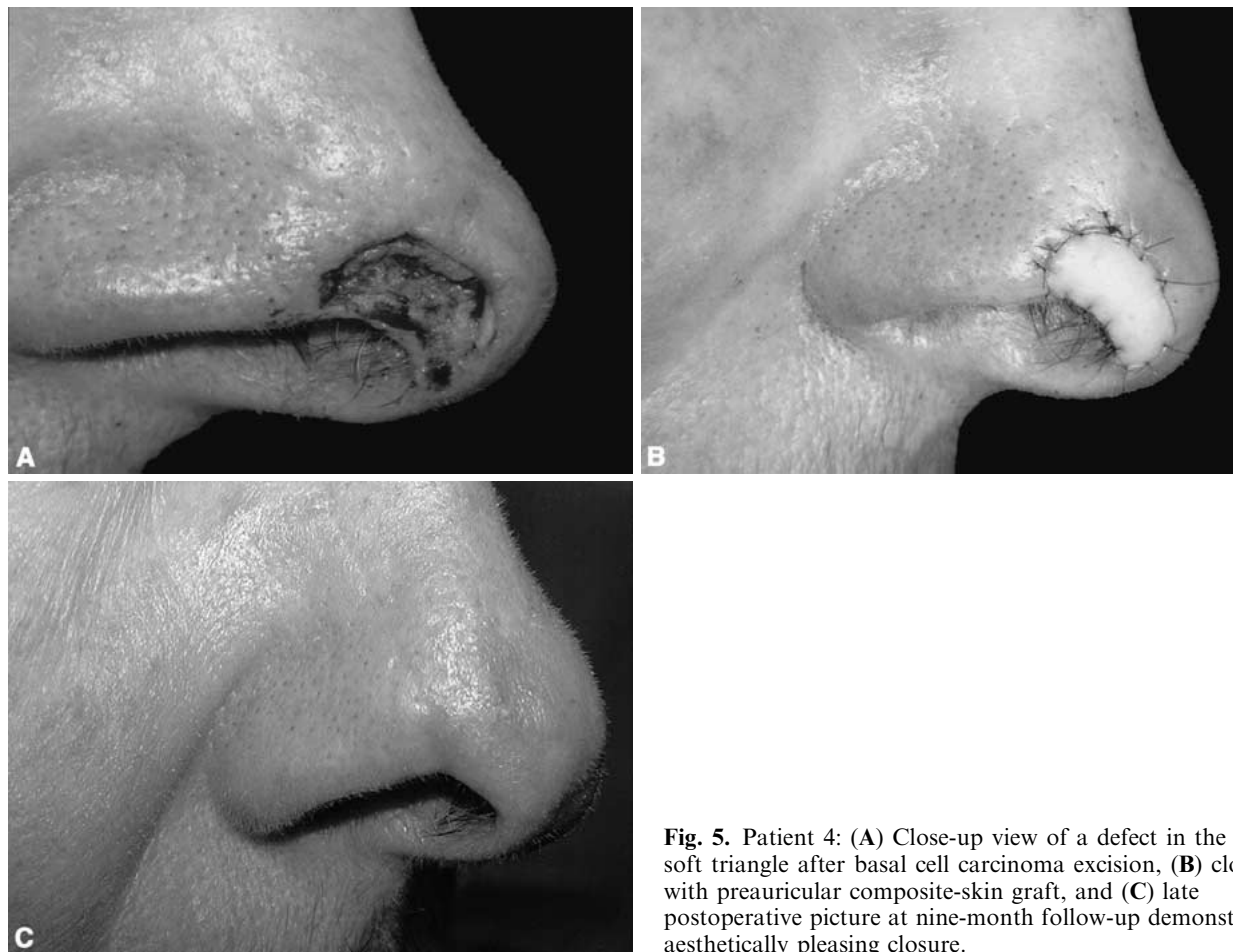 A
B
C
Fig. 5. Patient 4: (A) Close-up view of a defect in the
soft triangle after basal cell carcinoma excision, (B)
with preauricular composite-skin graft, and (C) late
postoperative picture at nine-month follow-up
aesthetically pleasing closure.